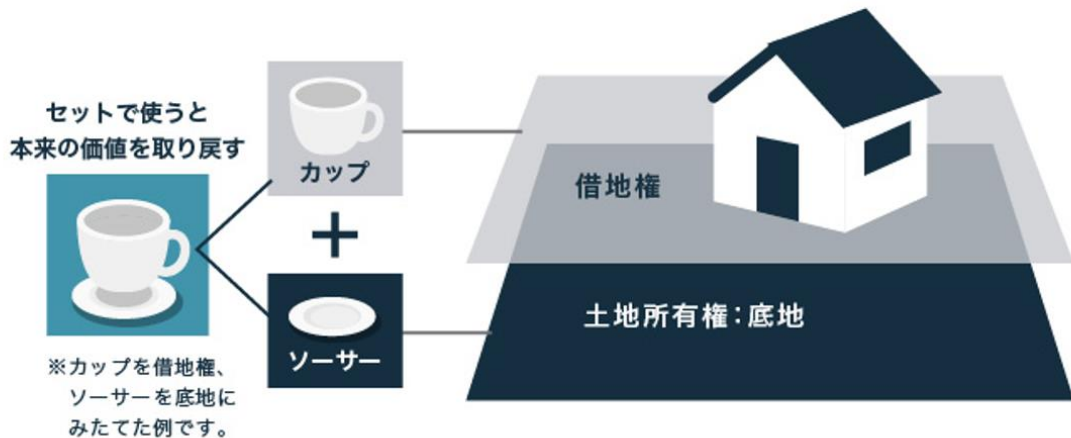 セットで使うと
本来の価値を取り戻す
カップ
+
ソーサー
※カップを借地権、
ソーサーを底地に
みたてた例です。
借地権
土地所有権：底地